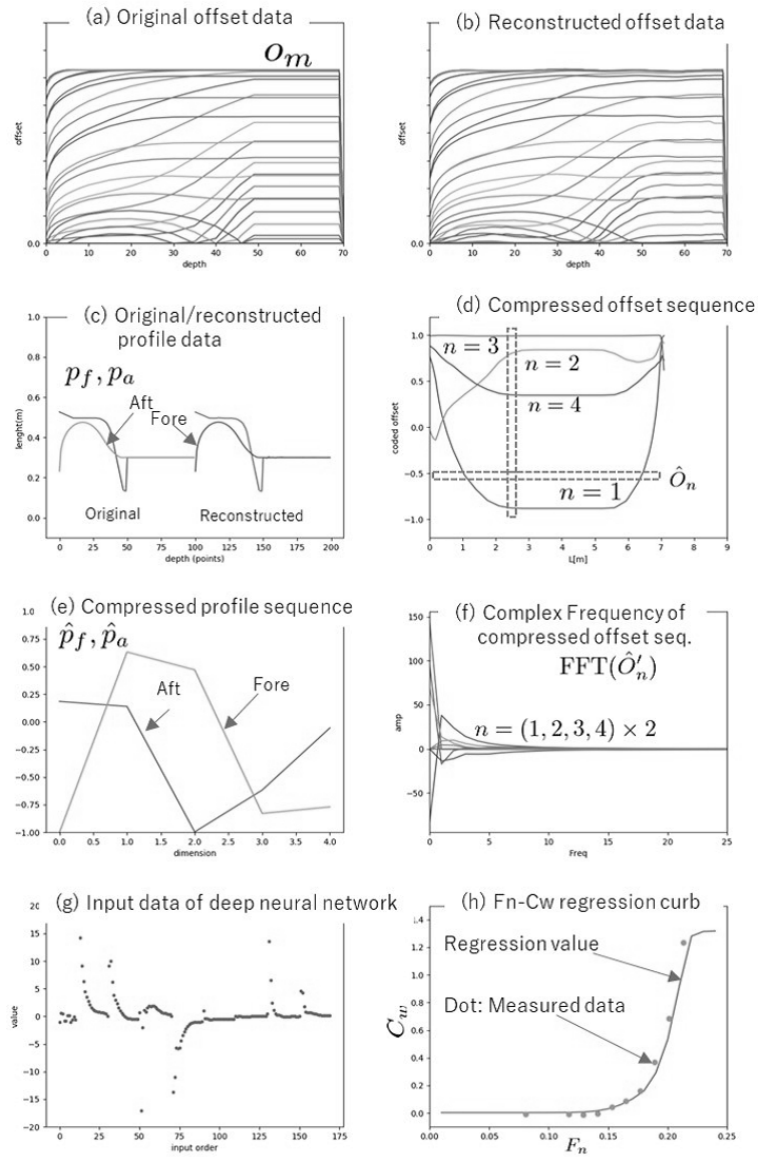 (a) Original offset data
o_m
offset
0.0
0 10 20 30 40 50 60 70
depth
(b) Reconstructed offset data
offset
0.0
0 10 20 30 40 50 60 70
depth
(c) Original/reconstructed
profile data
1.0
0.8
0.6
0.4
0.2
0.0
lenght(m)
p_f, p_a
Aft
Fore
Original
Reconstructed
0 25 50 75 100 125 150 175 200
depth (points)
(d) Compressed offset sequence
1.0
0.5
0.0
−0.5
−1.0
coded offset
n = 3
n = 2
n = 4
n = 1
Ô_n
0 1 2 3 4 5 6 7 8 9
L[m]
(e) Compressed profile sequence
1.0
0.75
0.50
0.25
0.00
−0.25
−0.50
−0.75
−1.00
p̂_f, p̂_a
Aft
Fore
0.0 0.5 1.0 1.5 2.0 2.5 3.0 3.5 4.0
dimension
(f) Complex Frequency of
compressed offset seq.
FFT(Ô′_n)
150
100
50
0
−50
amp
n = (1, 2, 3, 4) × 2
0 5 10 15 20 25
Freq
(g) Input data of deep neural network
20
15
10
5
0
−5
−10
−15
−20
value
0 25 50 75 100 125 150 175
input order
(h) Fn-Cw regression curb
1.4
1.2
1.0
0.8
0.6
0.4
0.2
0.0
C_w
Regression value
Dot: Measured data
0.00 0.05 0.10 0.15 0.20 0.25
F_n